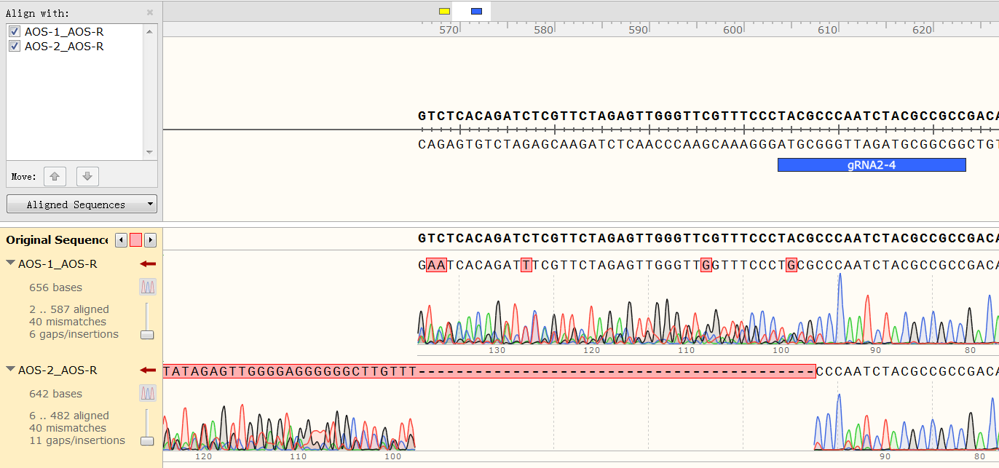 Align with:
AOS-1_AOS-R
AOS-2_AOS-R
Move:
Aligned Sequences
570 580 590 600 610 620
GTCTCACAGATCTCGTTCTAGAGTTGGGTTCGTTTCCCTACGCCCAATCTACGCCGCCGACA
CAGAGTGTCTAGAGCAAGATCTCAACCCAAGCAAAGGGATGCGGGTTAGATGCGGCGGCTGT
gRNA2-4
Original Sequence
GTCTCACAGATCTCGTTCTAGAGTTGGGTTCGTTTCCCTACGCCCAATCTACGCCGCCGACA
AOS-1_AOS-R
GAATCACAGATTTCGTTCTAGAGTTGGGTTGGTTTCCCTGCGCCCAATCTACGCCGCCGACA
656 bases
2 .. 587 aligned
40 mismatches
6 gaps/insertions
130 120 110 100 90 80
AOS-2_AOS-R
TATAGAGTTGGGGAGGGGGGCTTGTTT------------------------------------------CCCAATCTACGCCGCCGACA
642 bases
6 .. 482 aligned
40 mismatches
11 gaps/insertions
120 110 100 90 80